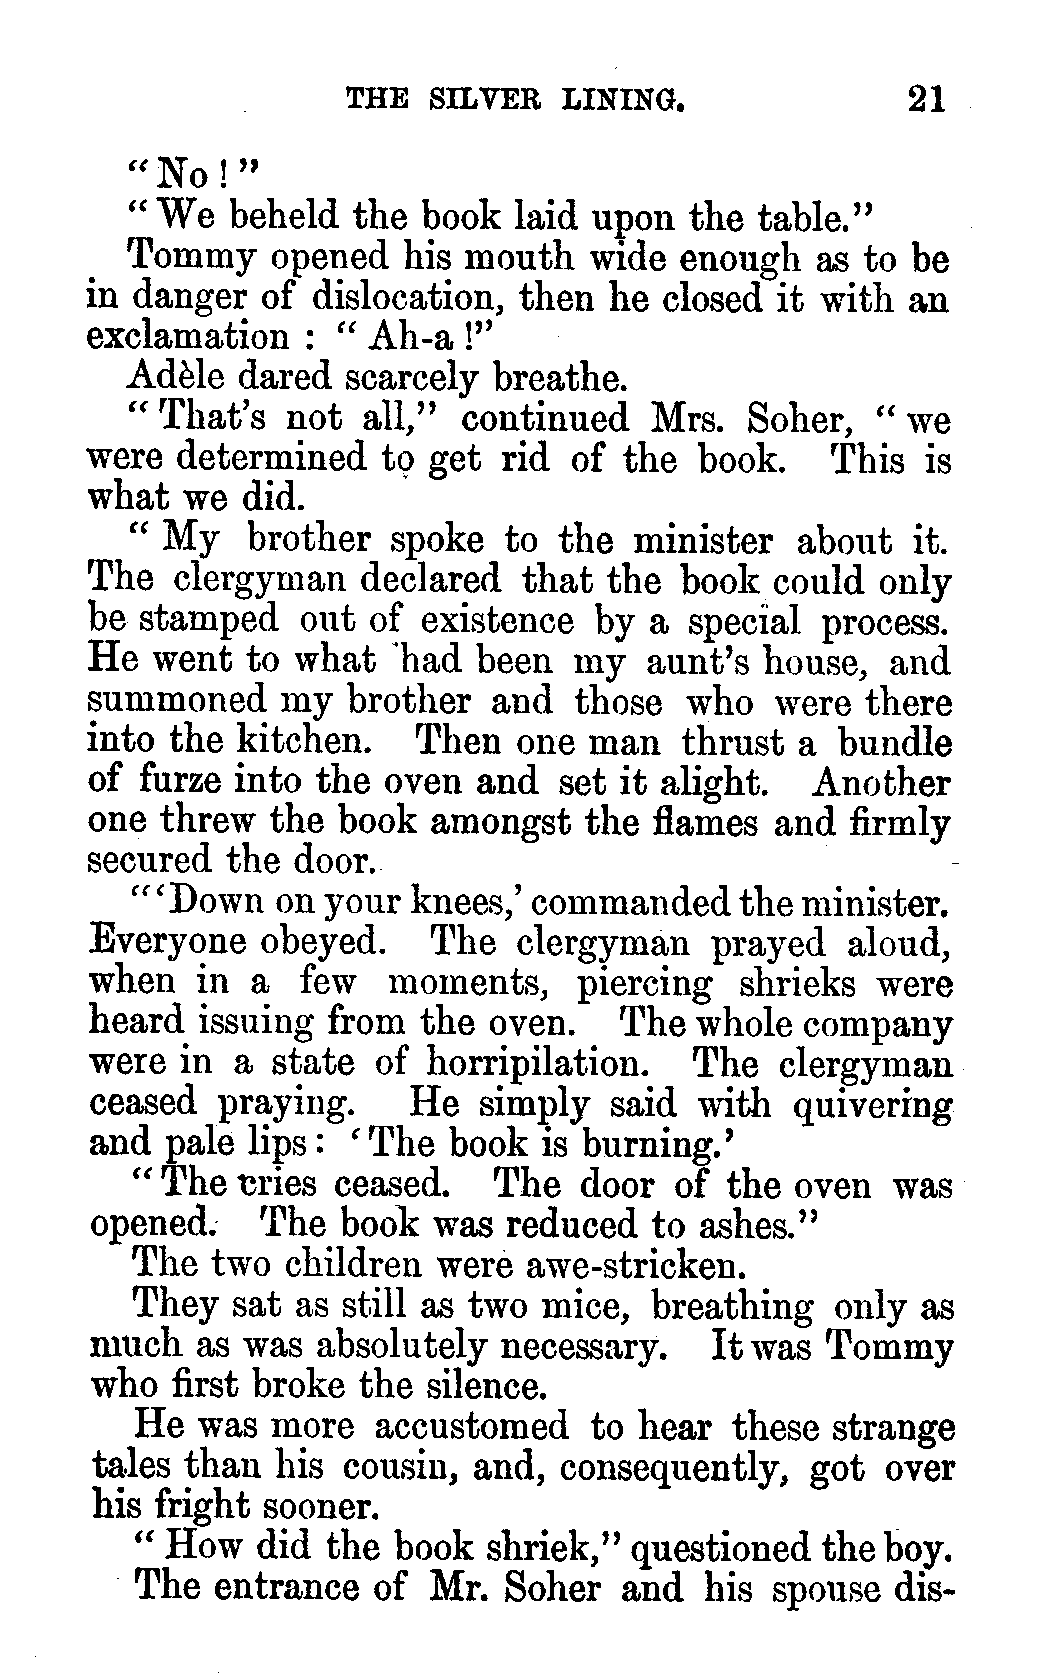 THE SILVER LINING. 21
“No!”
“We beheld the book laid upon the table.”
Tommy opened his mouth wide enough as to be
in danger of dislocation, then he closed it with an
exclamation : “ Ah-a !”
Adèle dared scarcely breathe.
“ That’s not all,” continued Mrs. Soher, “ we
were determined to get rid of the book. This is
what we did.
“ My brother spoke to the minister about it.
The clergyman declared that the book could only
be stamped out of existence by a special process.
He went to what had been my aunt’s house, and
summoned my brother and those who were there
into the kitchen. Then one man thrust a bundle
of furze into the oven and set it alight. Another
one threw the book amongst the flames and firmly
secured the door.
“‘Down on your knees,’ commanded the minister.
Everyone obeyed. The clergyman prayed aloud,
when in a few moments, piercing shrieks were
heard issuing from the oven. The whole company
were in a state of horripilation. The clergyman
ceased praying. He simply said with quivering
and pale lips : ‘The book is burning.’
“The cries ceased. The door of the oven was
opened. The book was reduced to ashes.”
The two children were awe-stricken.
They sat as still as two mice, breathing only as
much as was absolutely necessary. It was Tommy
who first broke the silence.
He was more accustomed to hear these strange
tales than his cousin, and, consequently, got over
his fright sooner.
“ How did the book shriek,” questioned the boy.
The entrance of Mr. Soher and his spouse dis-